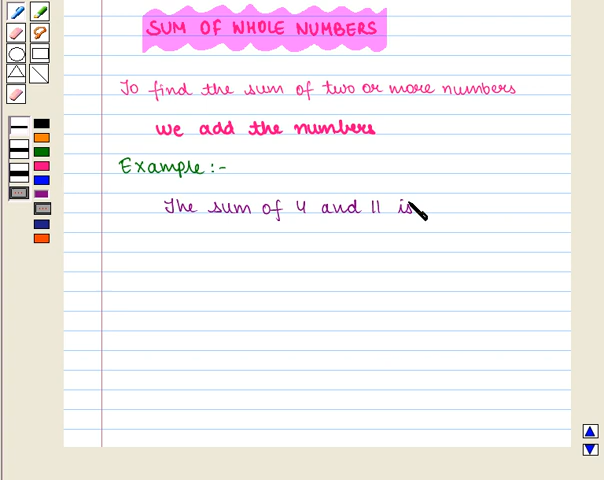 SUM OF WHOLE NUMBERS
To find the sum of two or more numbers
we add the numbers
Example:-
The sum of 4 and 11 is